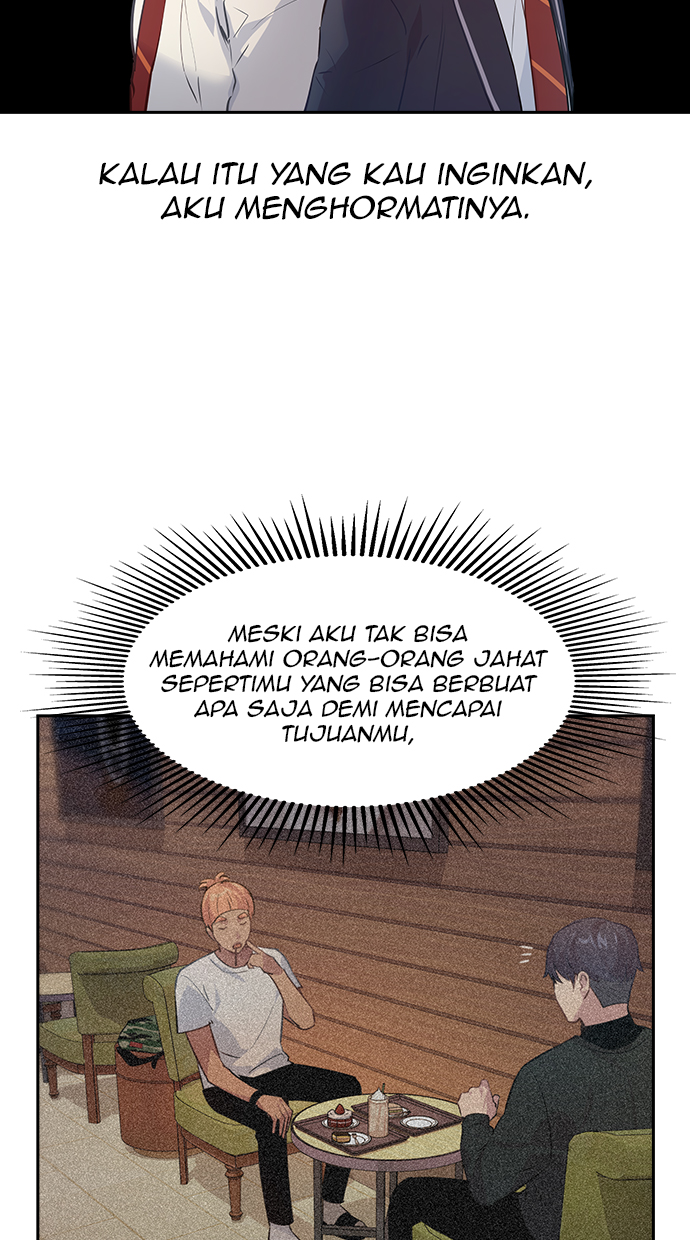 KALAU ITU YANG KAU INGINKAN,
AKU MENGHORMATINYA.
MESKI AKU TAK BISA
MEMAHAMI ORANG-ORANG JAHAT
SEPERTIMU YANG BISA BERBUAT
APA SAJA DEMI MENCAPAI
TUJUANMU,